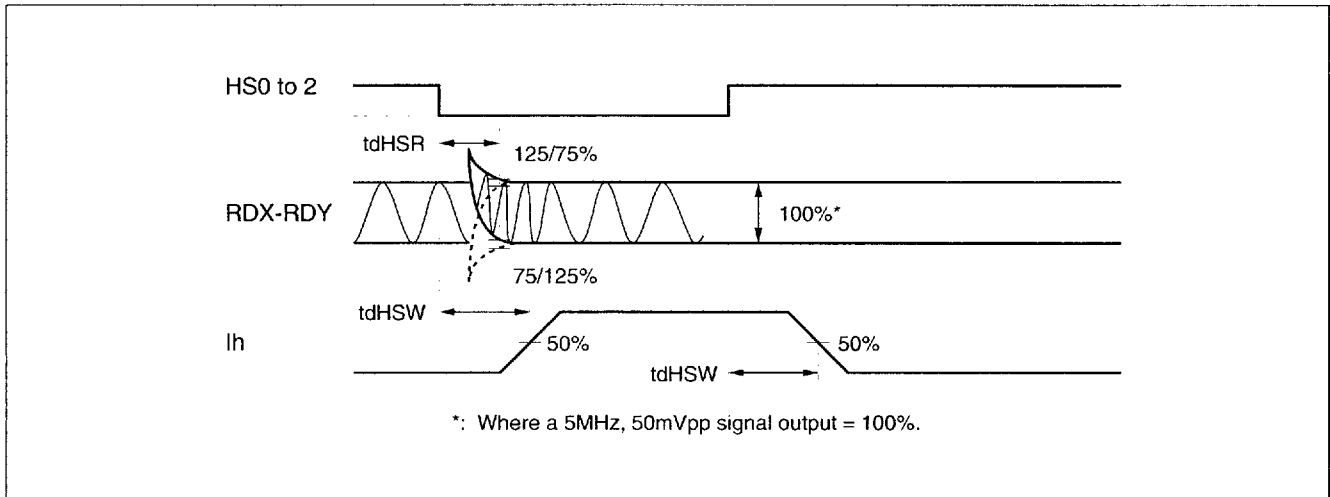 HS0 to 2
tdHSR
125/75%
RDX-RDY
100%*
75/125%
tdHSW
Ih
50%
50%
tdHSW
*: Where a 5MHz, 50mVpp signal output = 100%.